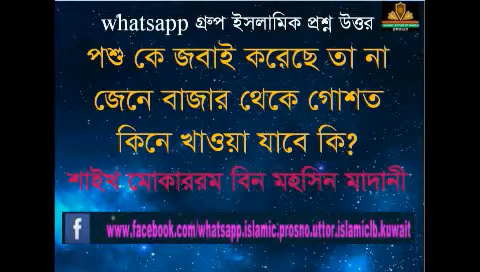 whatsapp গ্রুপ ইসলামিক প্রশ্ন উত্তর
পশু কে জবাই করেছে তা না
জেনে বাজার থেকে গোশত
কিনে খাওয়া যাবে কি?
শাইখ মোকাররম বিন মহসিন মাদানী
www.facebook.com/whatsapp.islamic.prosno.uttor.islamiclb.kuwait